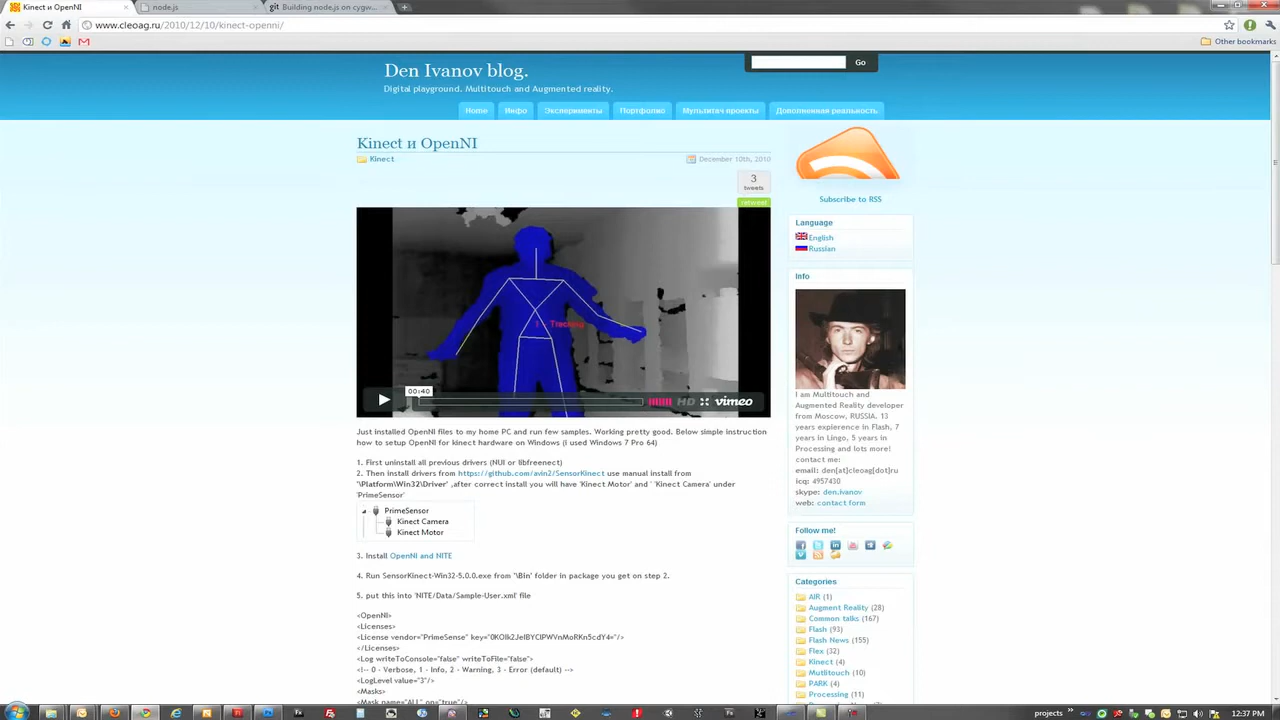 Kinect и OpenNI
node.js
git Building node.js on cygw...
www.cleoag.ru/2010/12/10/kinect-openni/
Other bookmarks
Den Ivanov blog.
Go
Digital playground. Multitouch and Augmented reality.
Home Инфо Эксперименты Портфолио Мультитач проекты Дополненная реальность
Kinect и OpenNI
Kinect
December 10th, 2010
3
tweets
retweet
1 - Tracking
00:40
HD vimeo
Just installed OpenNI files to my home PC and run few samples. Working pretty good. Below simple instruction
how to setup OpenNI for kinect hardware on Windows (i used Windows 7 Pro 64)
1. First uninstall all previous drivers (NUI or libfreenect)
2. Then install drivers from https://github.com/avin2/SensorKinect use manual install from
'\Platform\Win32\Driver' ,after correct install you will have 'Kinect Motor' and ' 'Kinect Camera' under
'PrimeSensor'
PrimeSensor
Kinect Camera
Kinect Motor
3. Install OpenNI and NITE
4. Run SensorKinect-Win32-5.0.0.exe from '\Bin' folder in package you get on step 2.
5. put this into 'NITE/Data/Sample-User.xml' file
<OpenNI>
<Licenses>
<License vendor="PrimeSense" key="0KOIk2JeIBYClPWVnMoRKn5cdY4="/>
</Licenses>
<Log writeToConsole="false" writeToFile="false">
<!-- 0 - Verbose, 1 - Info, 2 - Warning, 3 - Error (default) -->
<LogLevel value="3"/>
<Masks>
<Mask name="ALL" on="true"/>
Subscribe to RSS
Language
English
Russian
Info
I am Multitouch and
Augmented Reality developer
from Moscow, RUSSIA. 13
years expierence in Flash, 7
years in Lingo, 5 years in
Processing and lots more!
contact me:
email: den[at]cleoag[dot]ru
icq: 4957430
skype: den.ivanov
web: contact form
Follow me!
Categories
AIR (1)
Augment Reality (28)
Common talks (167)
Flash (93)
Flash News (155)
Flex (32)
Kinect (4)
Mutlitouch (10)
PARK (4)
Processing (11)
projects
12:37 PM